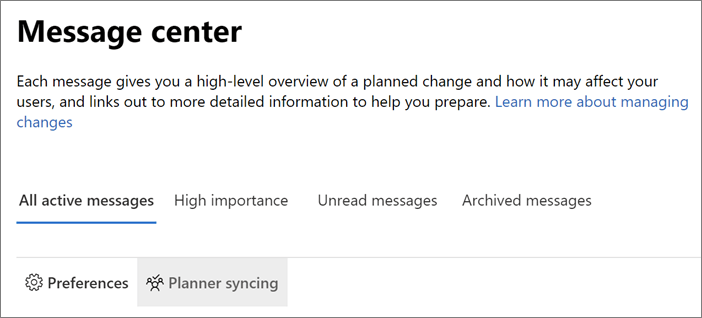 Message center
Each message gives you a high-level overview of a planned change and how it may affect your
users, and links out to more detailed information to help you prepare. Learn more about managing
changes
All active messages High importance Unread messages Archived messages
Preferences Planner syncing